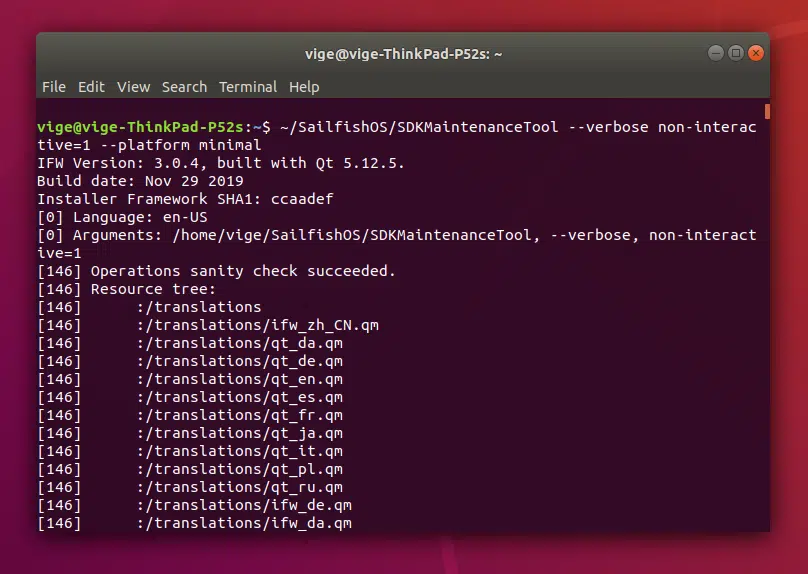 vige@vige-ThinkPad-P52s: ~
File Edit View Search Terminal Help
vige@vige-ThinkPad-P52s:~$ ~/SailfishOS/SDKMaintenanceTool --verbose non-interac
tive=1 --platform minimal
IFW Version: 3.0.4, built with Qt 5.12.5.
Build date: Nov 29 2019
Installer Framework SHA1: ccaadef
[0] Language: en-US
[0] Arguments: /home/vige/SailfishOS/SDKMaintenanceTool, --verbose, non-interact
ive=1
[146] Operations sanity check succeeded.
[146] Resource tree:
[146]      :/translations
[146]      :/translations/ifw_zh_CN.qm
[146]      :/translations/qt_da.qm
[146]      :/translations/qt_de.qm
[146]      :/translations/qt_en.qm
[146]      :/translations/qt_es.qm
[146]      :/translations/qt_fr.qm
[146]      :/translations/qt_ja.qm
[146]      :/translations/qt_it.qm
[146]      :/translations/qt_pl.qm
[146]      :/translations/qt_ru.qm
[146]      :/translations/ifw_de.qm
[146]      :/translations/ifw_da.qm